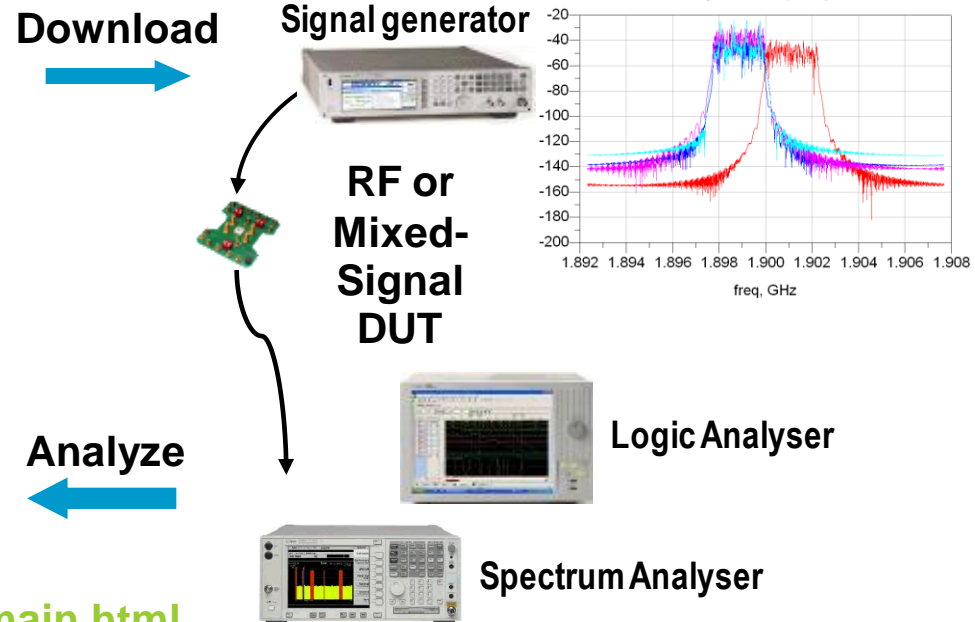 Download
Signal generator
-20
-40
-60
-80
-100
-120
-140
-160
-180
-200
1.892 1.894 1.896 1.898 1.900 1.902 1.904 1.906 1.908
freq, GHz
RF or
Mixed-
Signal
DUT
Logic Analyser
Analyze
Spectrum Analyser